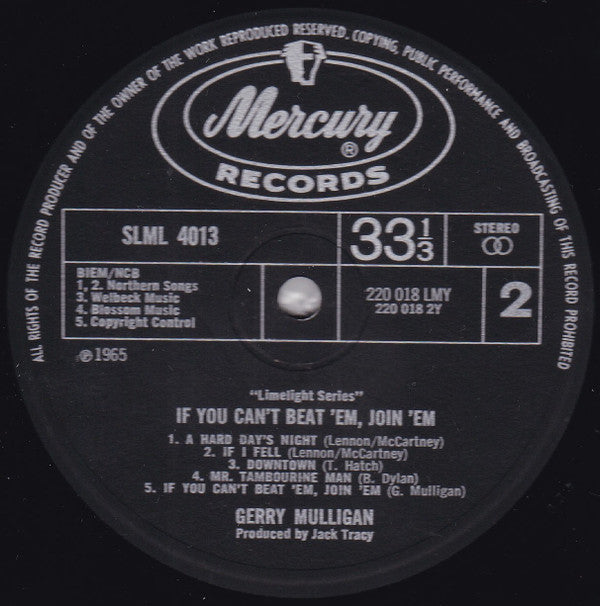 ALL RIGHTS OF THE RECORD PRODUCER AND OF THE OWNER OF THE WORK REPRODUCED RESERVED. COPYING, PUBLIC PERFORMANCE AND BROADCASTING OF THIS RECORD PROHIBITED
Mercury®
RECORDS
SLML 4013
33⅓
STEREO
BIEM/NCB
1. 2. Northern Songs
3. Welbeck Music
4. Blossom Music
5. Copyright Control
220 018 LMY
220 018 2Y
2
℗1965
"Limelight Series"
IF YOU CAN'T BEAT 'EM, JOIN 'EM
1. A HARD DAY'S NIGHT (Lennon/McCartney)
2. IF I FELL (Lennon/McCartney)
3. DOWNTOWN (T. Hatch)
4. MR. TAMBOURINE MAN (B. Dylan)
5. IF YOU CAN'T BEAT 'EM, JOIN 'EM (G. Mulligan)
GERRY MULLIGAN
Produced by Jack Tracy